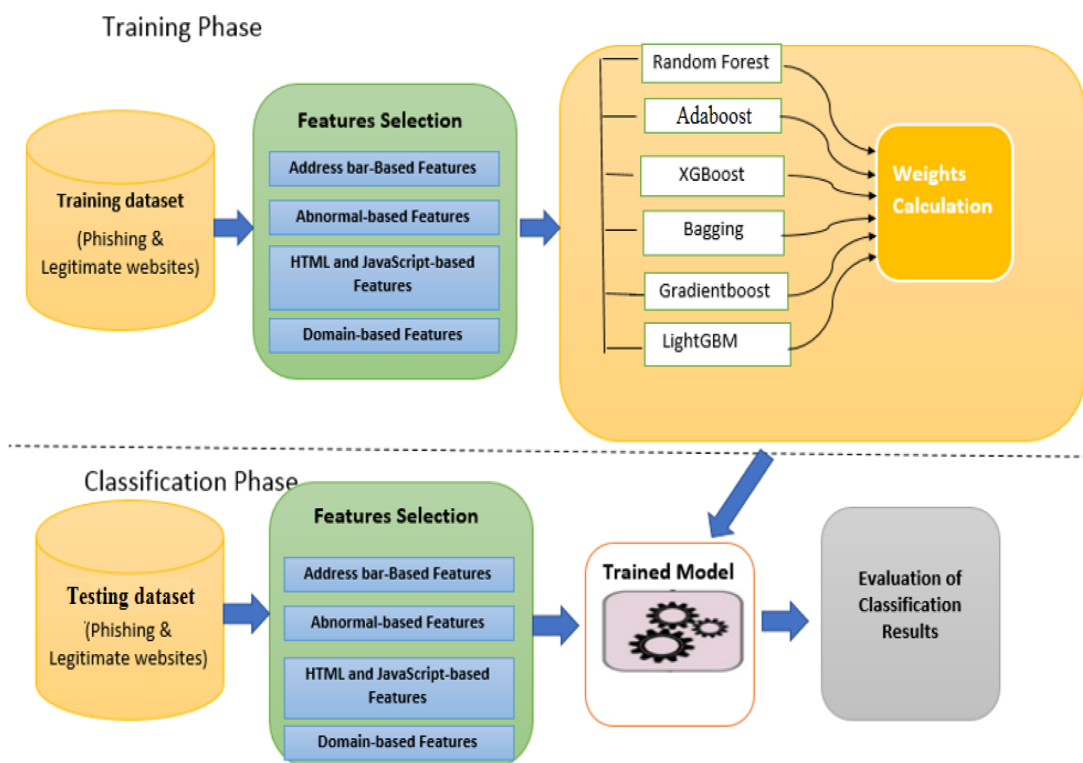 Training Phase
Training dataset
(Phishing &
Legitimate websites)
Features Selection
Address bar-Based Features
Abnormal-based Features
HTML and JavaScript-based
Features
Domain-based Features
Random Forest
Adaboost
XGBoost
Bagging
Gradientboost
LightGBM
Weights
Calculation
Classification Phase
Testing dataset
(Phishing &
Legitimate websites)
Features Selection
Address bar-Based Features
Abnormal-based Features
HTML and JavaScript-based
Features
Domain-based Features
Trained Model
Evaluation of
Classification
Results